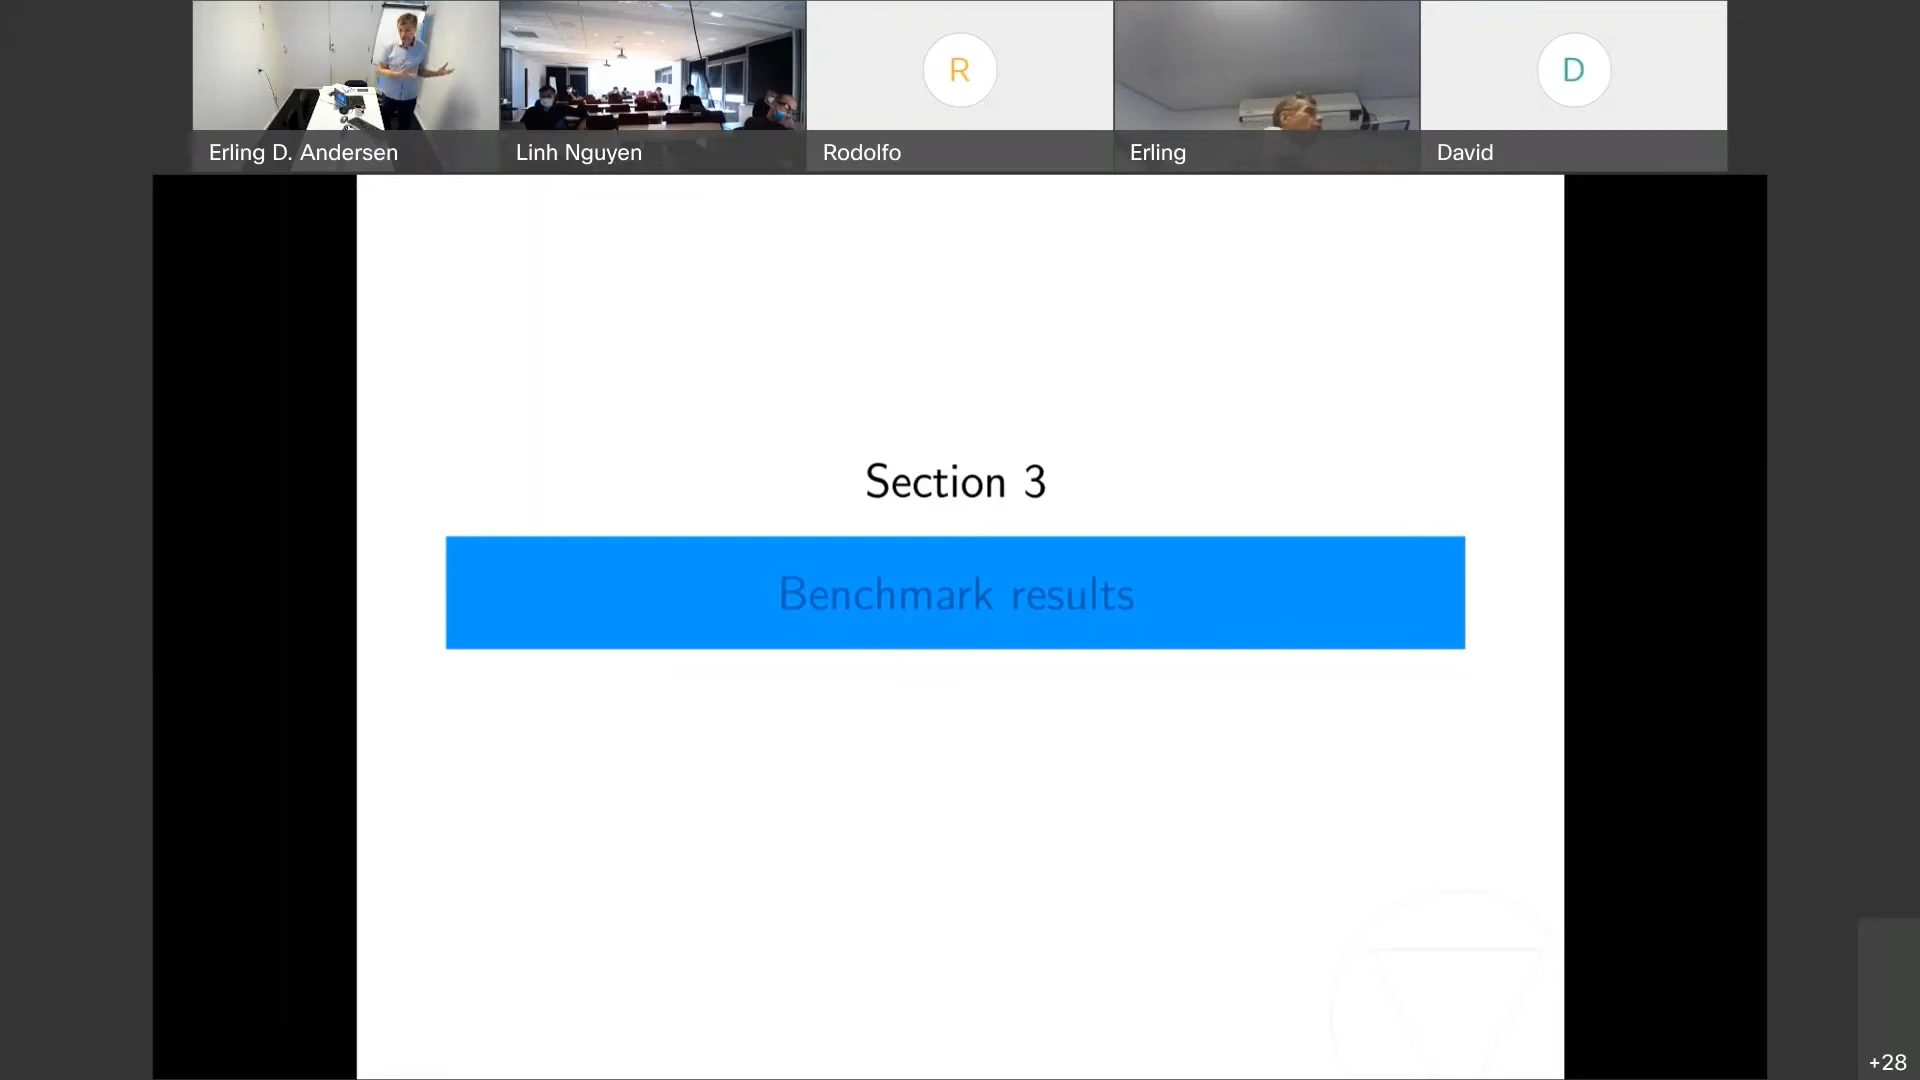 R
D
Erling D. Andersen
Linh Nguyen
Rodolfo
Erling
David
Section 3
Benchmark results
+28